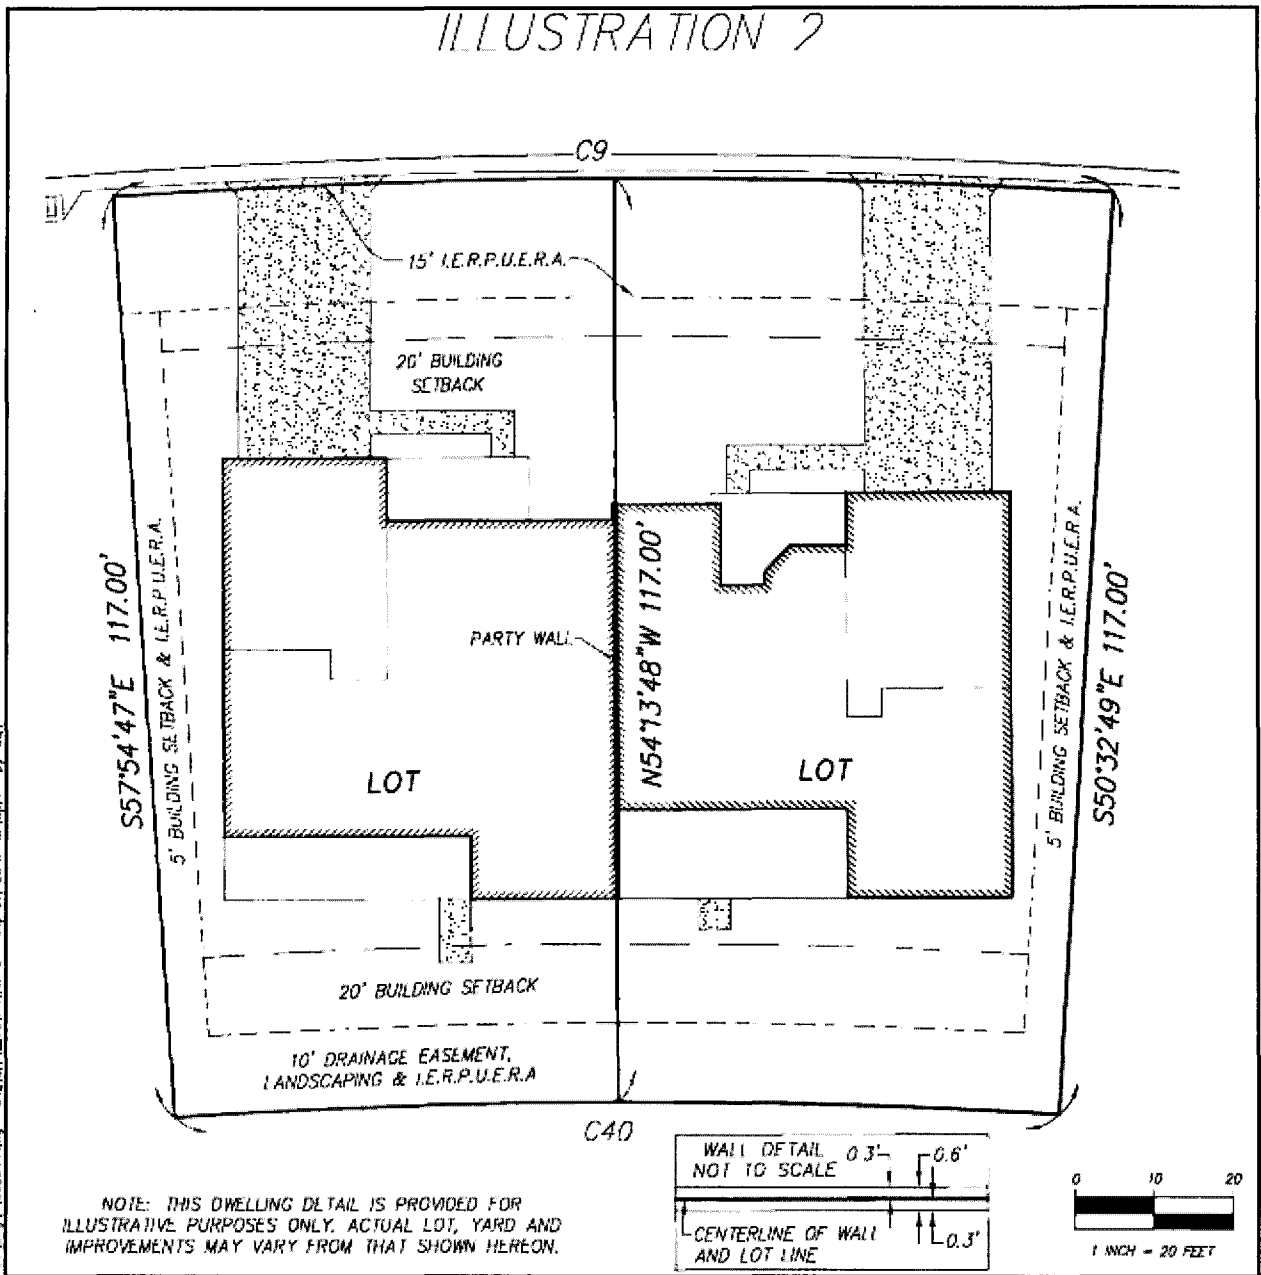 ILLUSTRATION 2
C9
15' I.E.R.P.U.E.R.A.
20' BUILDING
SETBACK
S57°54'47"E 117.00'
5' BUILDING SETBACK & I.E.R.P.U.E.R.A.
PARTY WALL
N54°13'48"W 117.00'
5' BUILDING SETBACK & I.E.R.P.U.E.R.A.
S50°32'49"E 117.00'
LOT
LOT
20' BUILDING SETBACK
10' DRAINAGE EASEMENT,
LANDSCAPING & I.E.R.P.U.E.R.A
C40
WALL DETAIL
NOT TO SCALE
0.3'
0.6'
CENTERLINE OF WALL
AND LOT LINE
0.3'
0 10 20
1 INCH = 20 FEET
NOTE: THIS DWELLING DETAIL IS PROVIDED FOR
ILLUSTRATIVE PURPOSES ONLY. ACTUAL LOT, YARD AND
IMPROVEMENTS MAY VARY FROM THAT SHOWN HEREON.